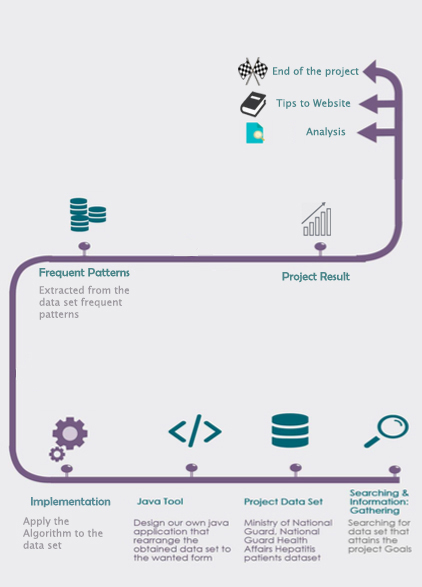 End of the project
Tips to Website
Analysis
Frequent Patterns
Extracted from the
data set frequent
patterns
Project Result
Implementation
Apply the
Algorithm to the
data set
Java Tool
Design our own java
application that
rearrange the
obtained data set to
the wanted form
Project Data Set
Ministry of National
Guard, National
Guard Health
Affairs Hepatitis
patients dataset
Searching &
Information:
Gathering
Searching for
data set that
attains the
project Goals